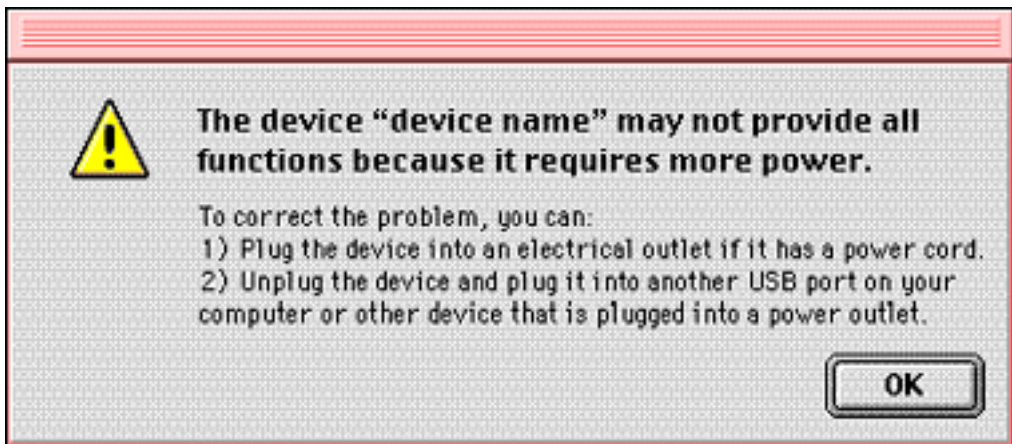 The device “device name” may not provide all
functions because it requires more power.
To correct the problem, you can:
1) Plug the device into an electrical outlet if it has a power cord.
2) Unplug the device and plug it into another USB port on your
computer or other device that is plugged into a power outlet.
OK